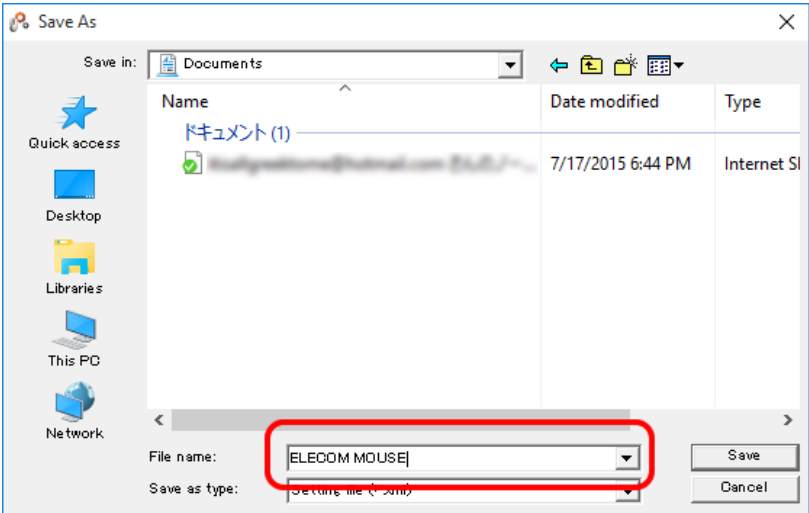 Save As
Save in: Documents
Name Date modified Type
ドキュメント (1)
7/17/2015 6:44 PM Internet
Quick access
Desktop
Libraries
This PC
Network
File name: ELECOM MOUSE Save
Save as type: Cancel